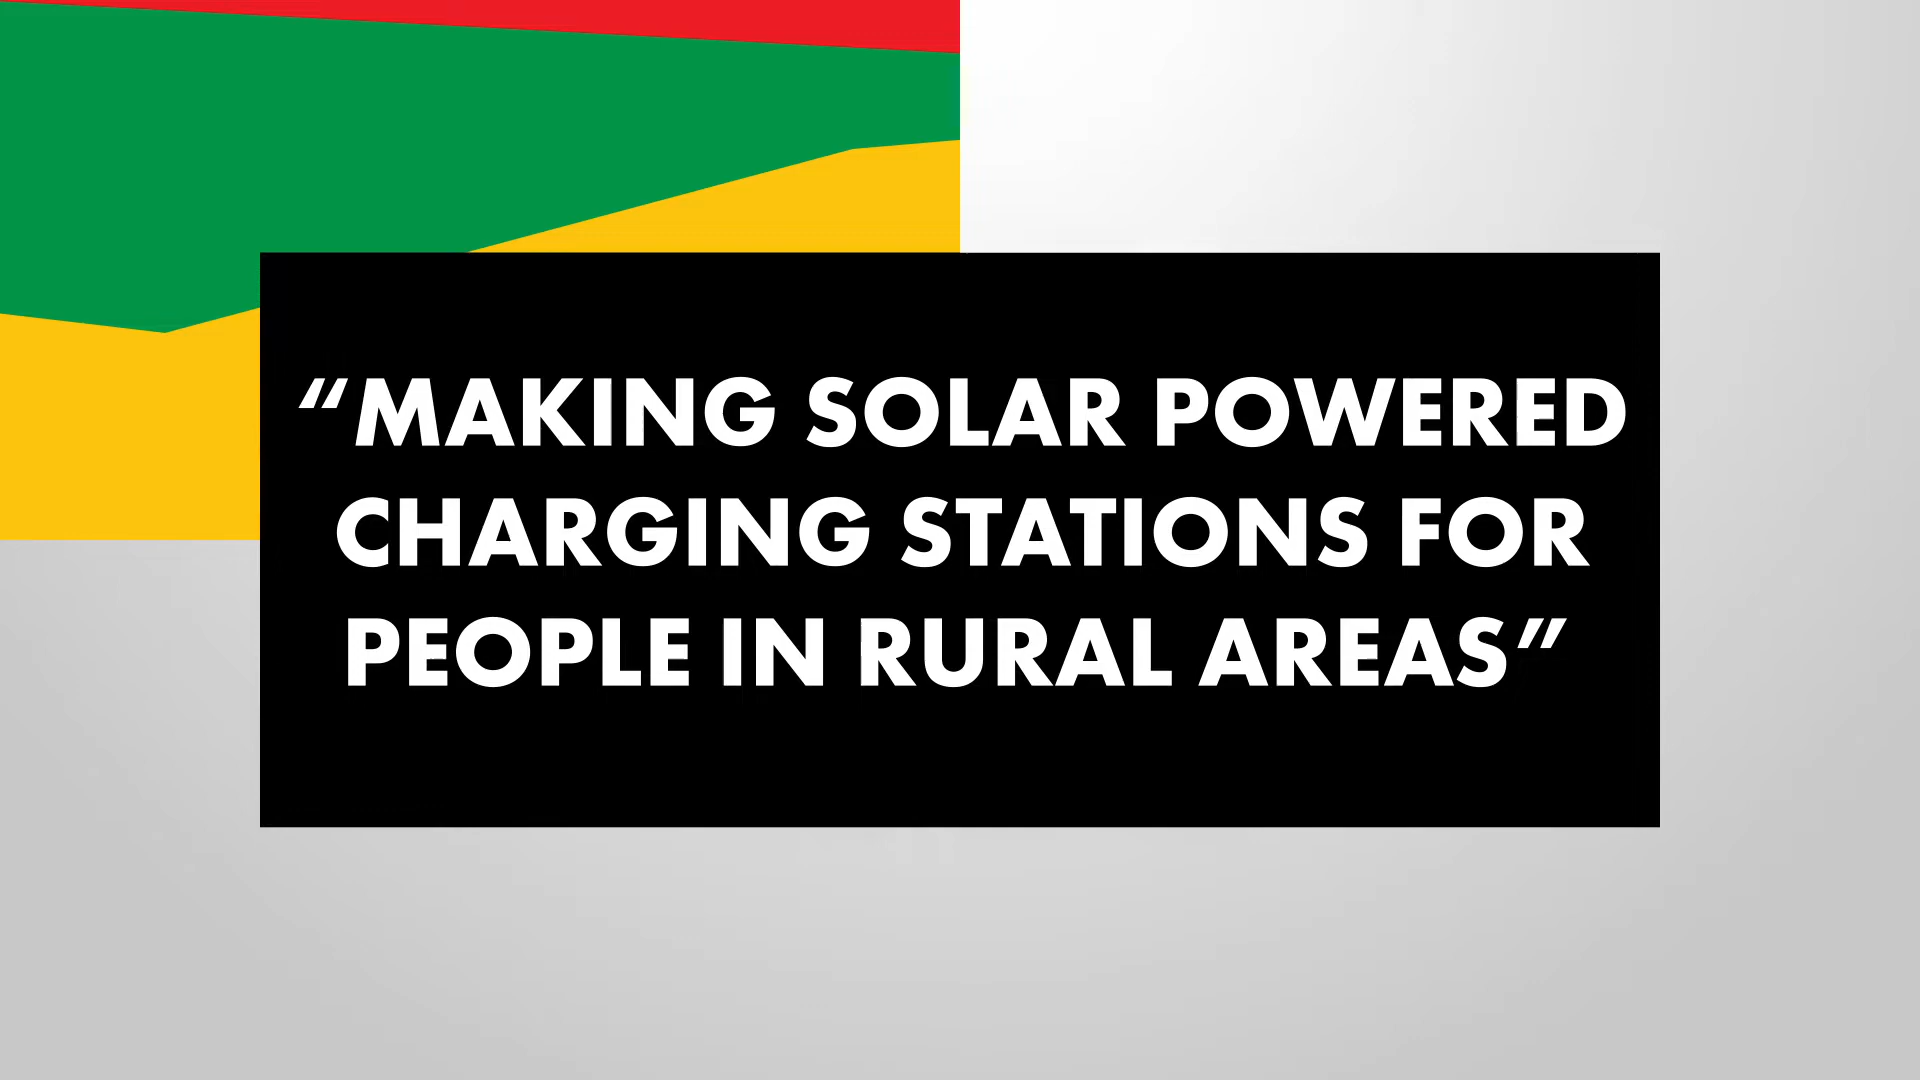 “MAKING SOLAR POWERED
CHARGING STATIONS FOR
PEOPLE IN RURAL AREAS”